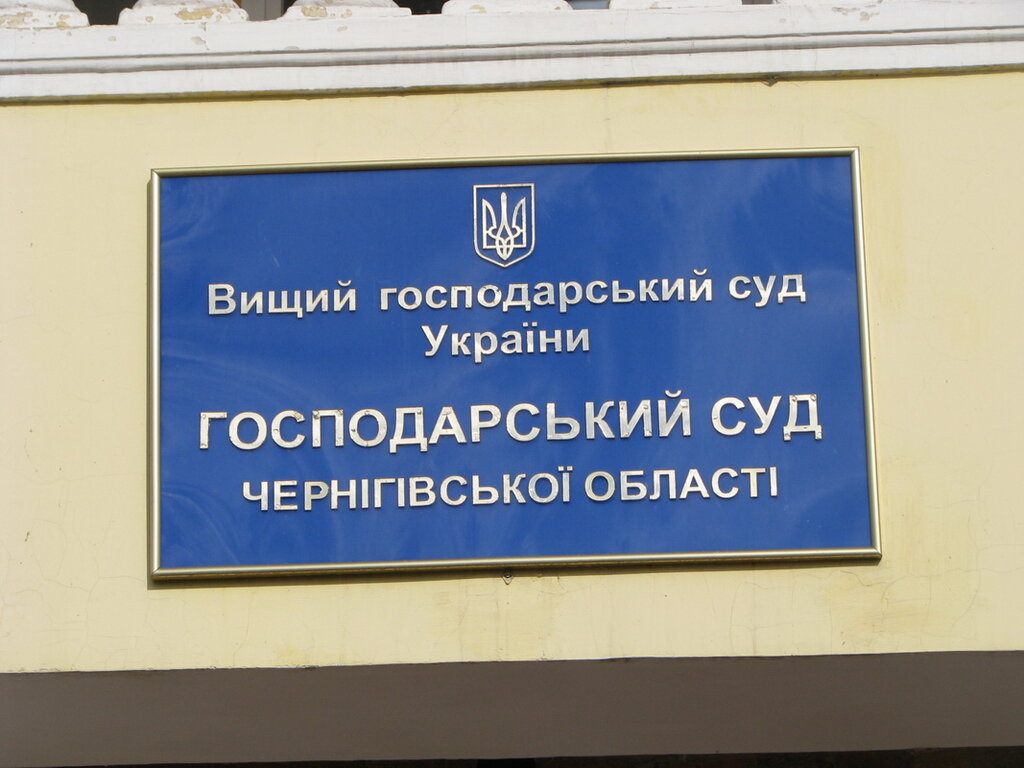 Вищий господарський суд
України
ГОСПОДАРСЬКИЙ СУД
ЧЕРНІГІВСЬКОЇ ОБЛАСТІ